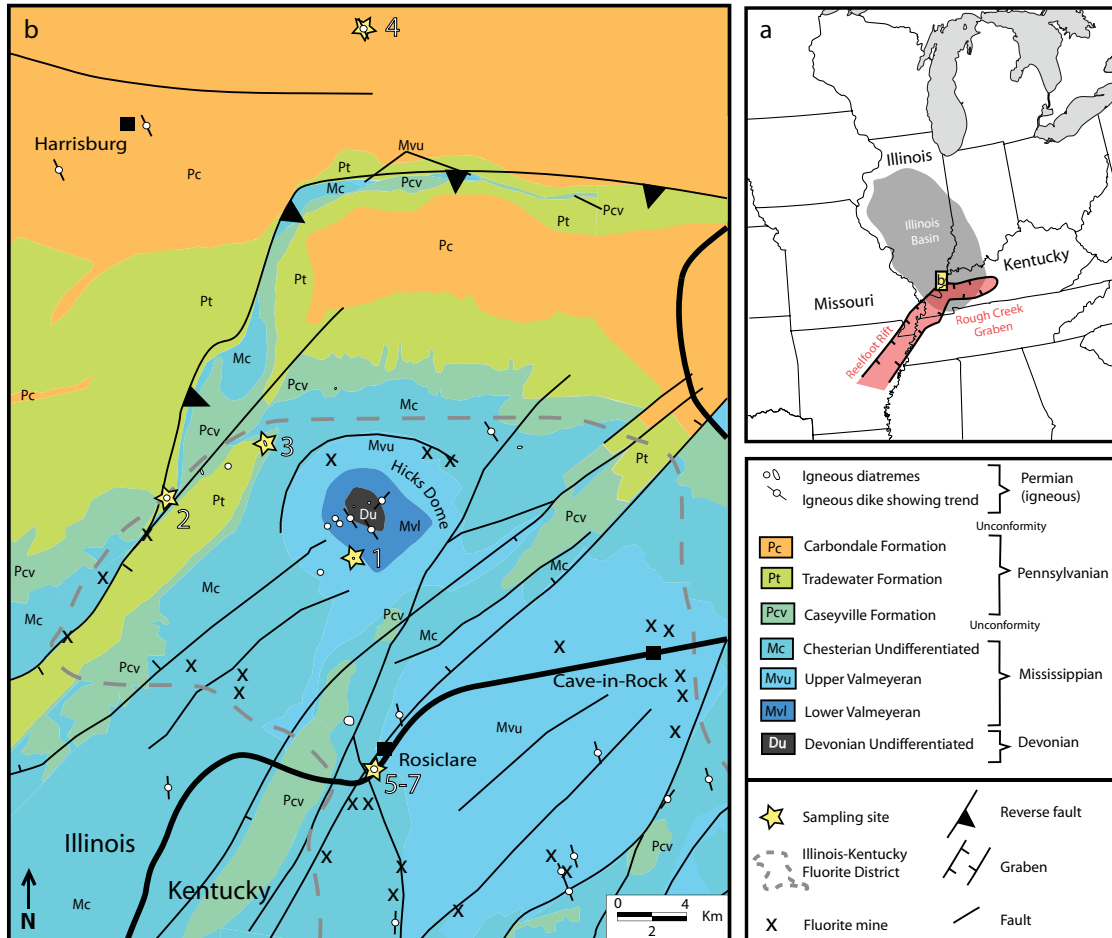 b
4
Harrisburg
Mvu
Pt
Pc
Mc
Pcv
Pcv
Pt
Pc
Pt
Pt
Mc
Pcv
Pc
Mc
Pcv
3
Mvu
Hicks Dome
Pt
Pt
2
Du
Mvl
Pcv
1
Pcv
Mc
Mc
Mc
Pcv
Mc
Pcv
Cave-in-Rock
Mvu
Rosiclare
5-7
Pcv
Illinois
Pcv
Kentucky
Mc
N
0
4
Km
2
a
Illinois
Illinois
Basin
b
Kentucky
Missouri
Rough Creek
Graben
Reelfoot Rift
Igneous diatremes
Igneous dike showing trend
Permian
(igneous)
Unconformity
Pc Carbondale Formation
Pt Tradewater Formation
Pennsylvanian
Pcv Caseyville Formation
Unconformity
Mc Chesterian Undifferentiated
Mvu Upper Valmeyeran
Mississippian
Mvl Lower Valmeyeran
Du Devonian Undifferentiated
Devonian
Sampling site
Reverse fault
Illinois-Kentucky
Fluorite District
Graben
X Fluorite mine
Fault